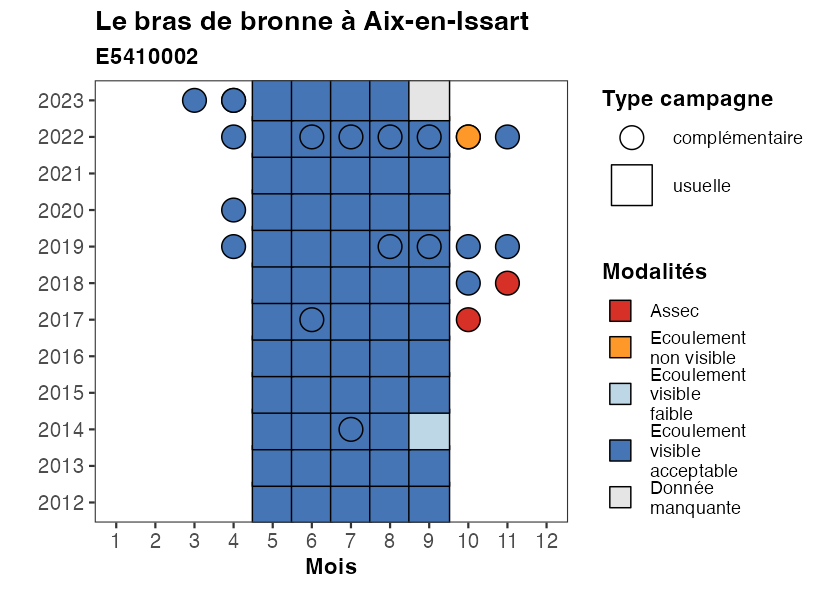 Le bras de bronne à Aix-en-Issart
E5410002
2023
2022
2021
2020
2019
2018
2017
2016
2015
2014
2013
2012
1 2 3 4 5 6 7 8 9 10 11 12
Mois
Type campagne
complémentaire
usuelle
Modalités
Assec
Ecoulement
non visible
Ecoulement
visible
faible
Ecoulement
visible
acceptable
Donnée
manquante